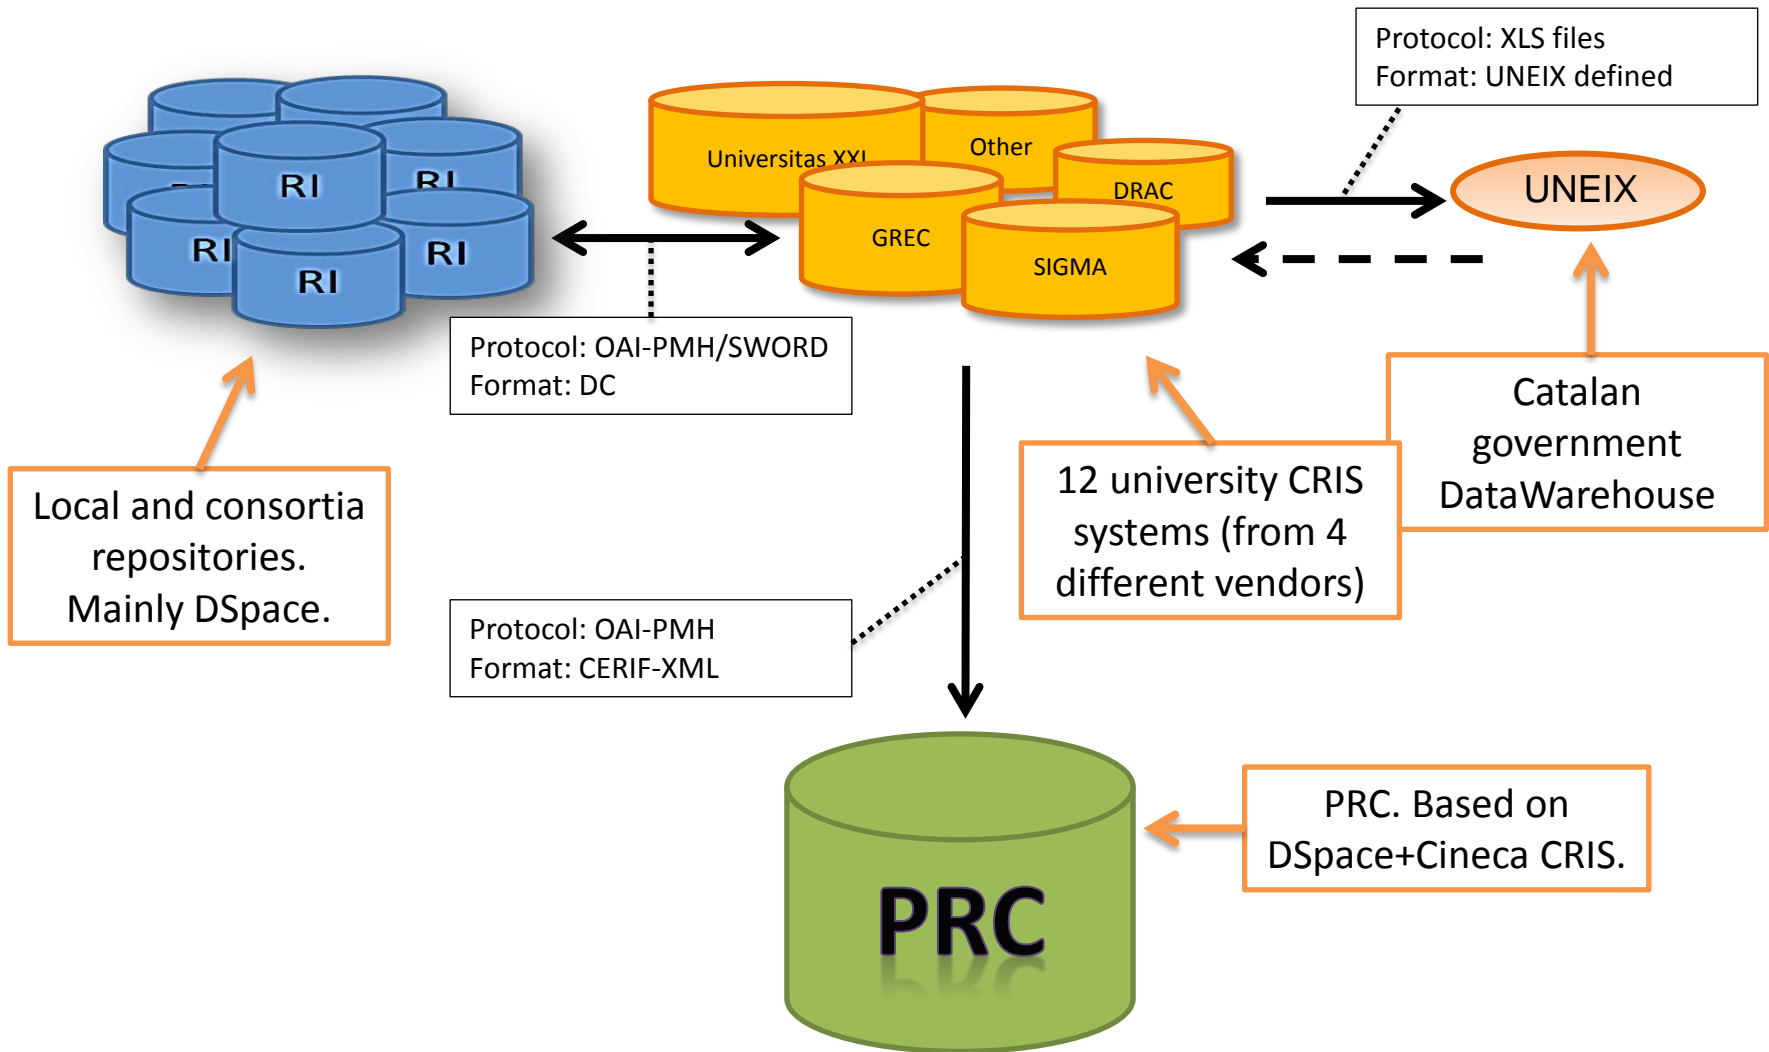 Protocol: XLS files
Format: UNEIX defined
Universitas XXI
Other
DRAC
GREC
SIGMA
UNEIX
RI
RI
RI
RI
RI
Protocol: OAI-PMH/SWORD
Format: DC
Local and consortia
repositories.
Mainly DSpace.
12 university CRIS
systems (from 4
different vendors)
Catalan
government
DataWarehouse
Protocol: OAI-PMH
Format: CERIF-XML
PRC
PRC. Based on
DSpace+Cineca CRIS.